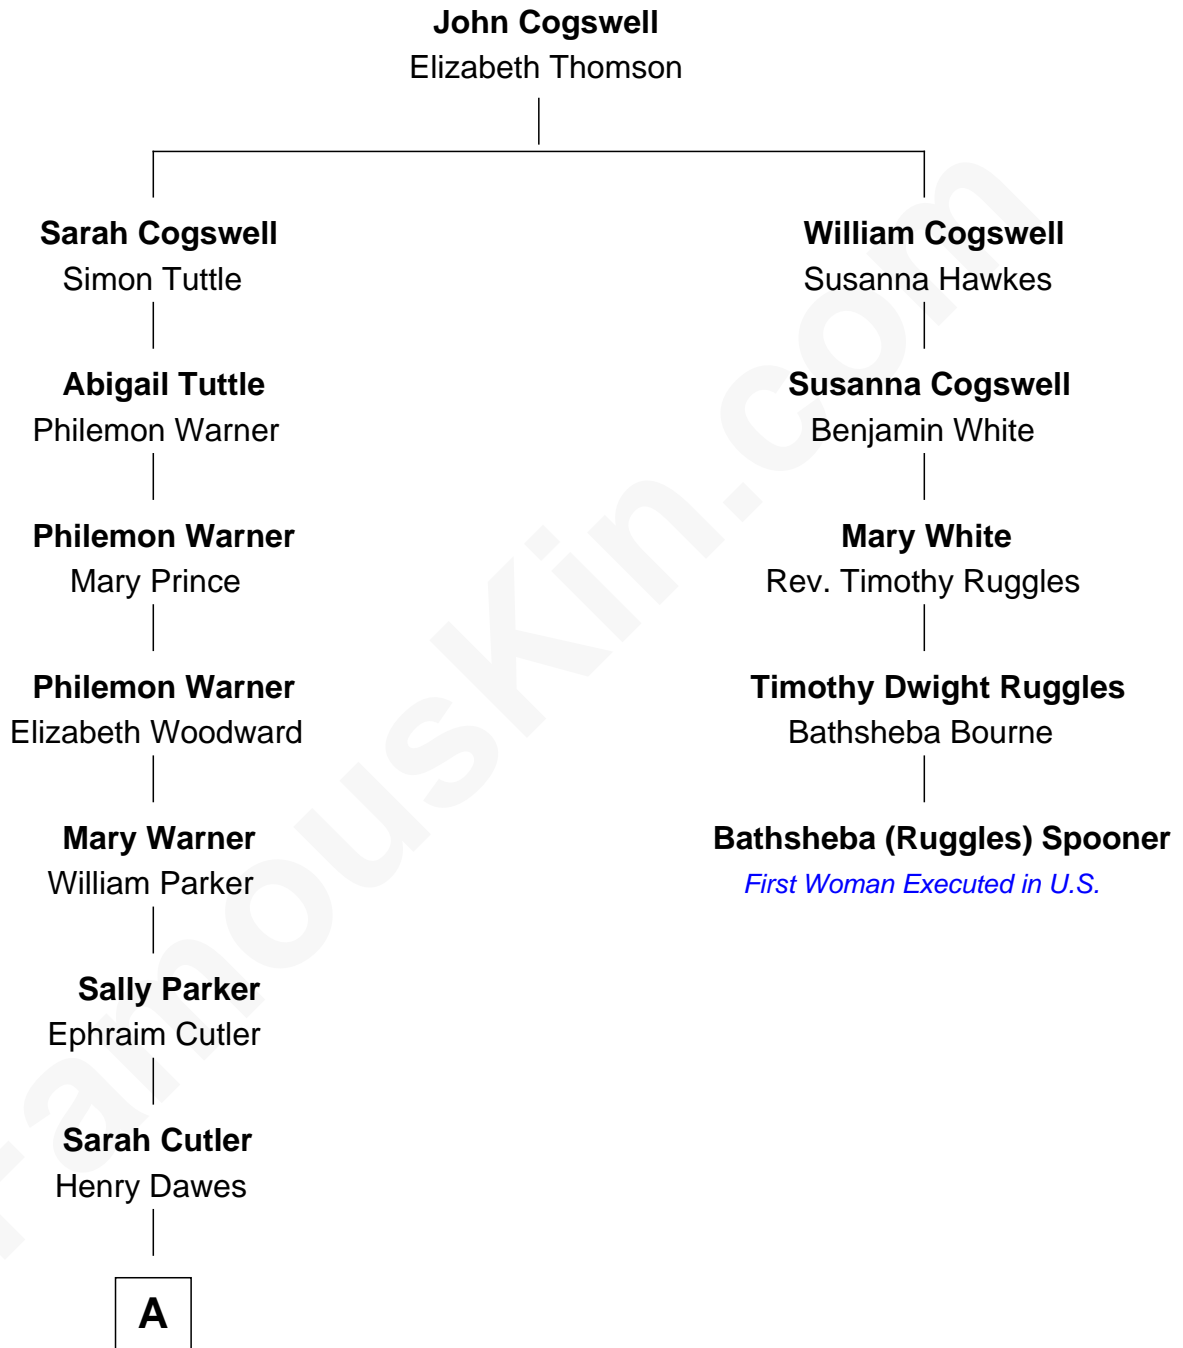 John Cogswell
Elizabeth Thomson
Sarah Cogswell
Simon Tuttle
William Cogswell
Susanna Hawkes
Abigail Tuttle
Philemon Warner
Susanna Cogswell
Benjamin White
Philemon Warner
Mary Prince
Mary White
Rev. Timothy Ruggles
Philemon Warner
Elizabeth Woodward
Timothy Dwight Ruggles
Bathsheba Bourne
Mary Warner
William Parker
Bathsheba (Ruggles) Spooner
First Woman Executed in U.S.
Sally Parker
Ephraim Cutler
Sarah Cutler
Henry Dawes
A
FamousKin.com